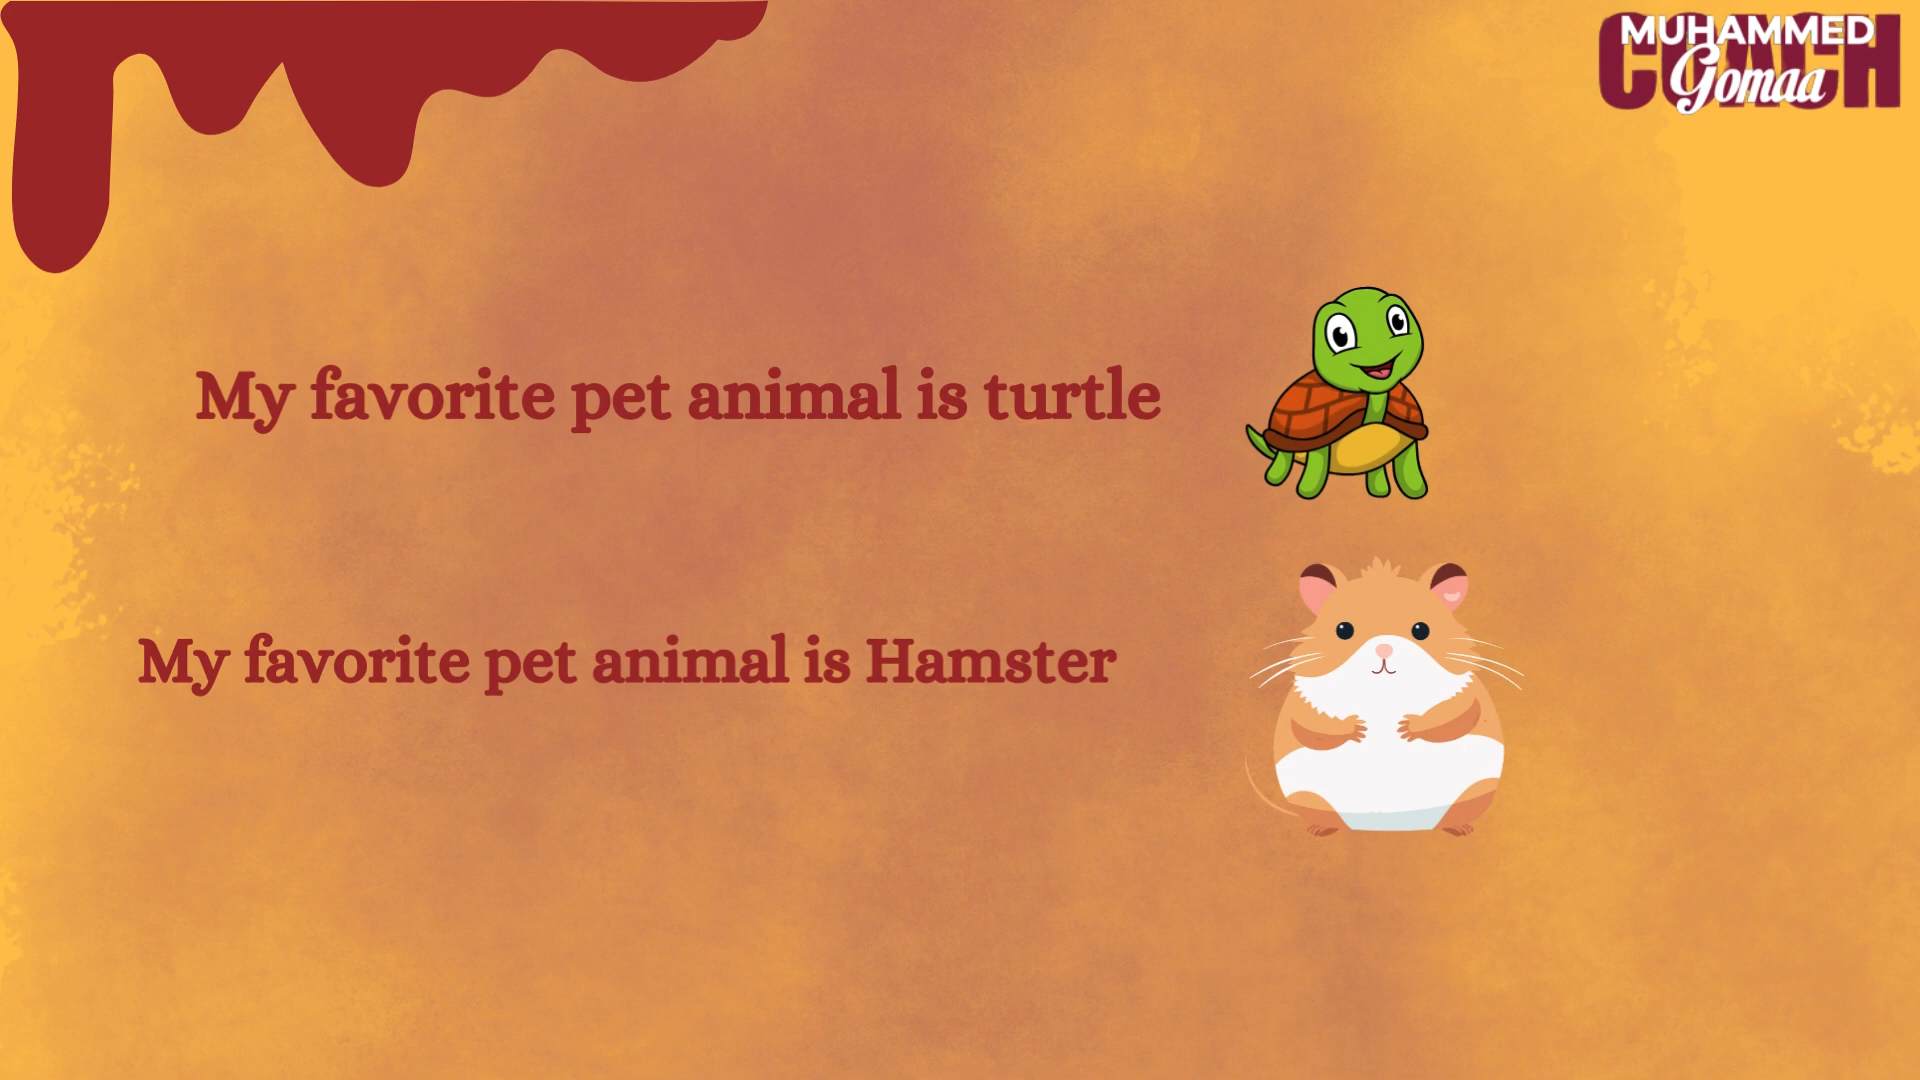 MUHAMMED
COACH
Gomaa
My favorite pet animal is turtle
My favorite pet animal is Hamster